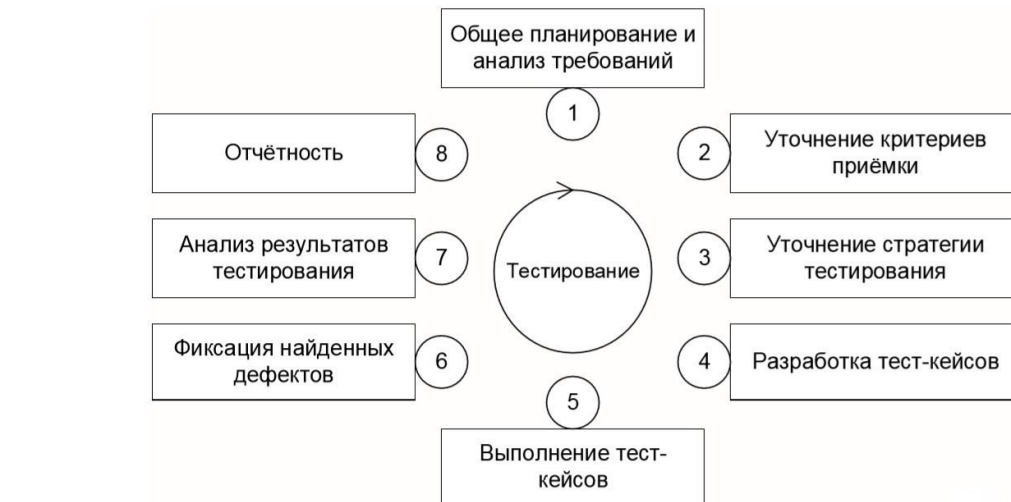 Общее планирование и
анализ требований
1
2
Уточнение критериев
приёмки
3
Уточнение стратегии
тестирования
4
Разработка тест-кейсов
5
Выполнение тест-
кейсов
6
Фиксация найденных
дефектов
7
Анализ результатов
тестирования
8
Отчётность
Тестирование